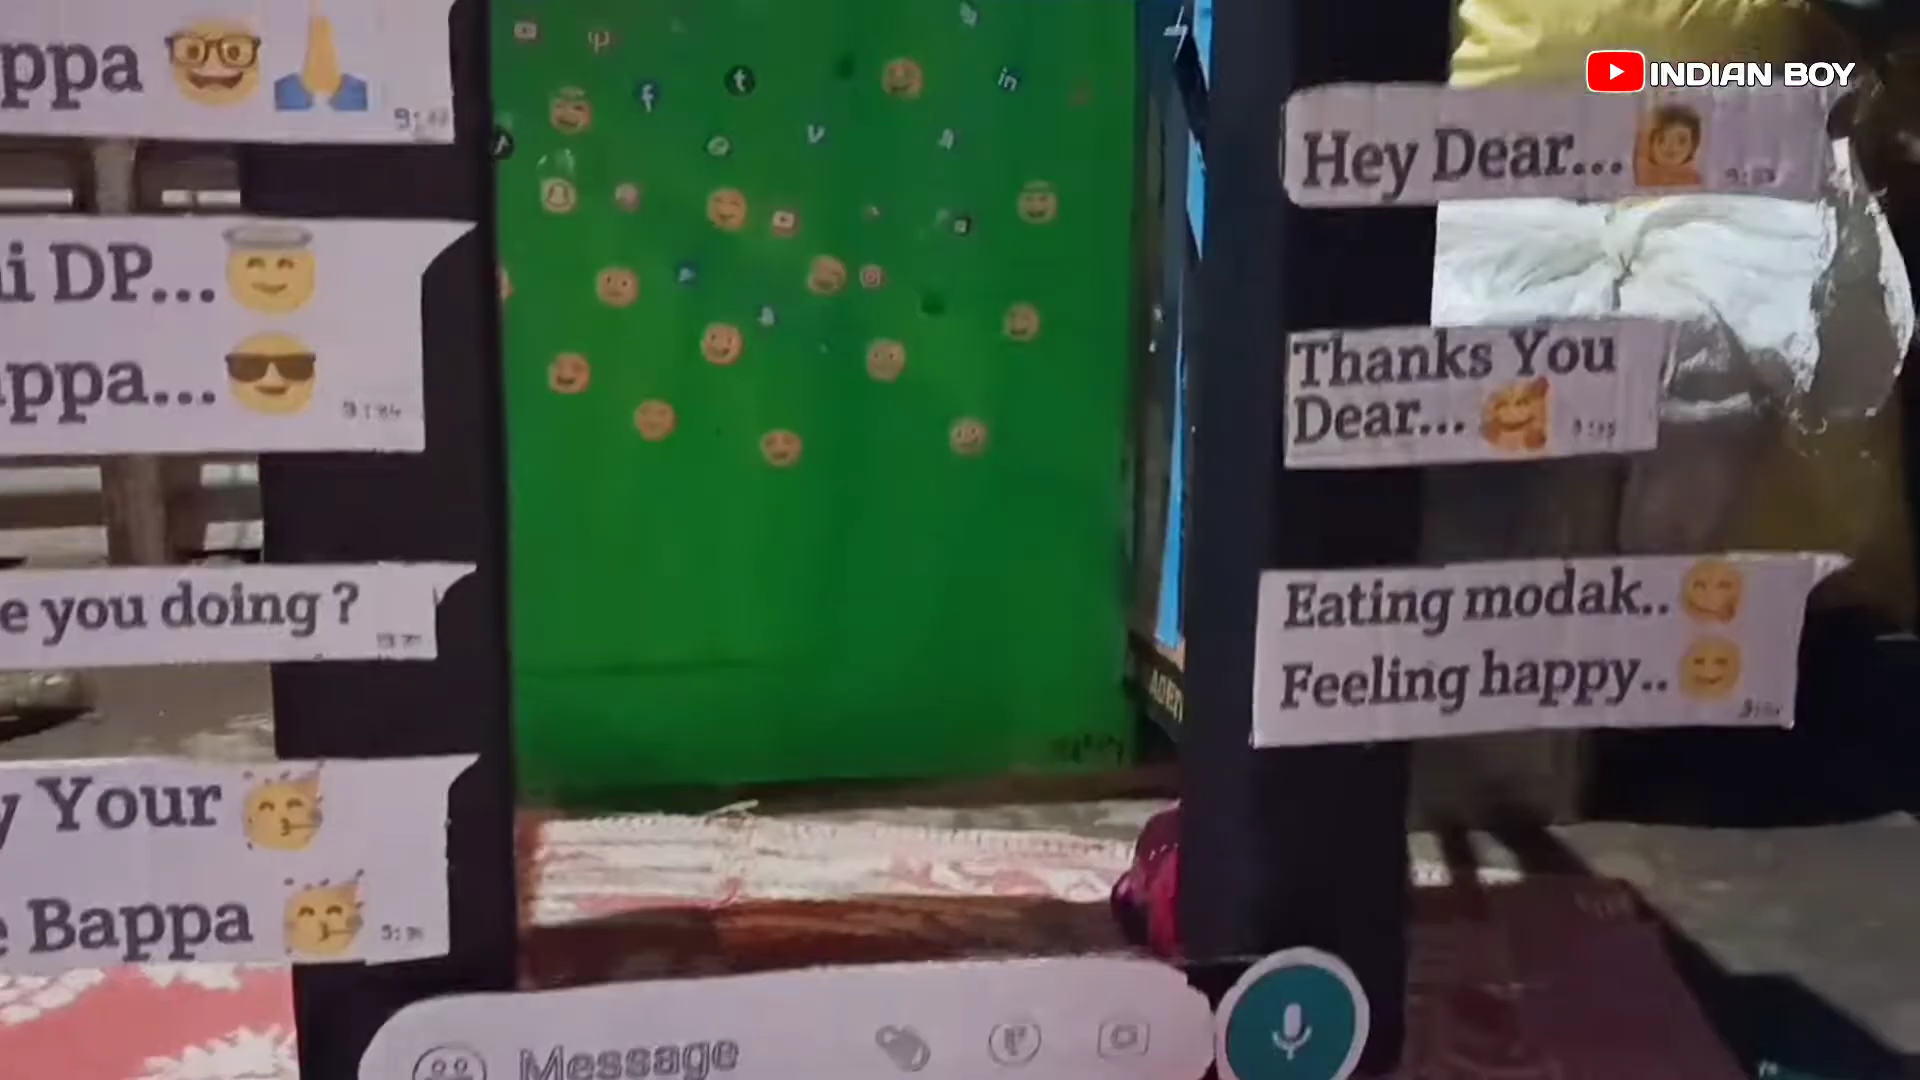 INDIAN BOY
ppa
i DP...
ppa...
e you doing ?
y Your
e Bappa
Hey Dear...
Thanks You
Dear...
Eating modak..
Feeling happy..
Message